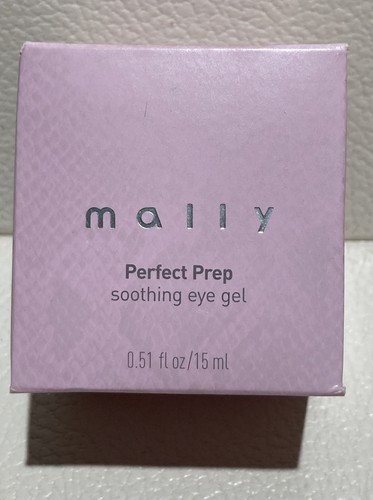 mally
Perfect Prep
soothing eye gel
0.51 fl oz/15 ml